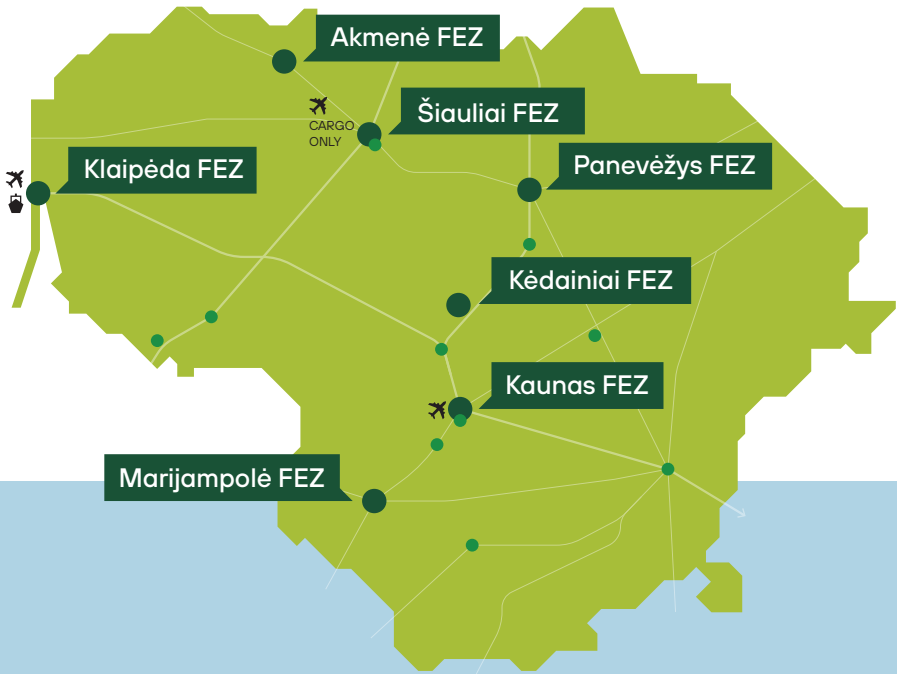 Akmenė FEZ
CARGO
ONLY
Šiauliai FEZ
Klaipėda FEZ
Panevėžys FEZ
Kėdainiai FEZ
Kaunas FEZ
Marijampolė FEZ